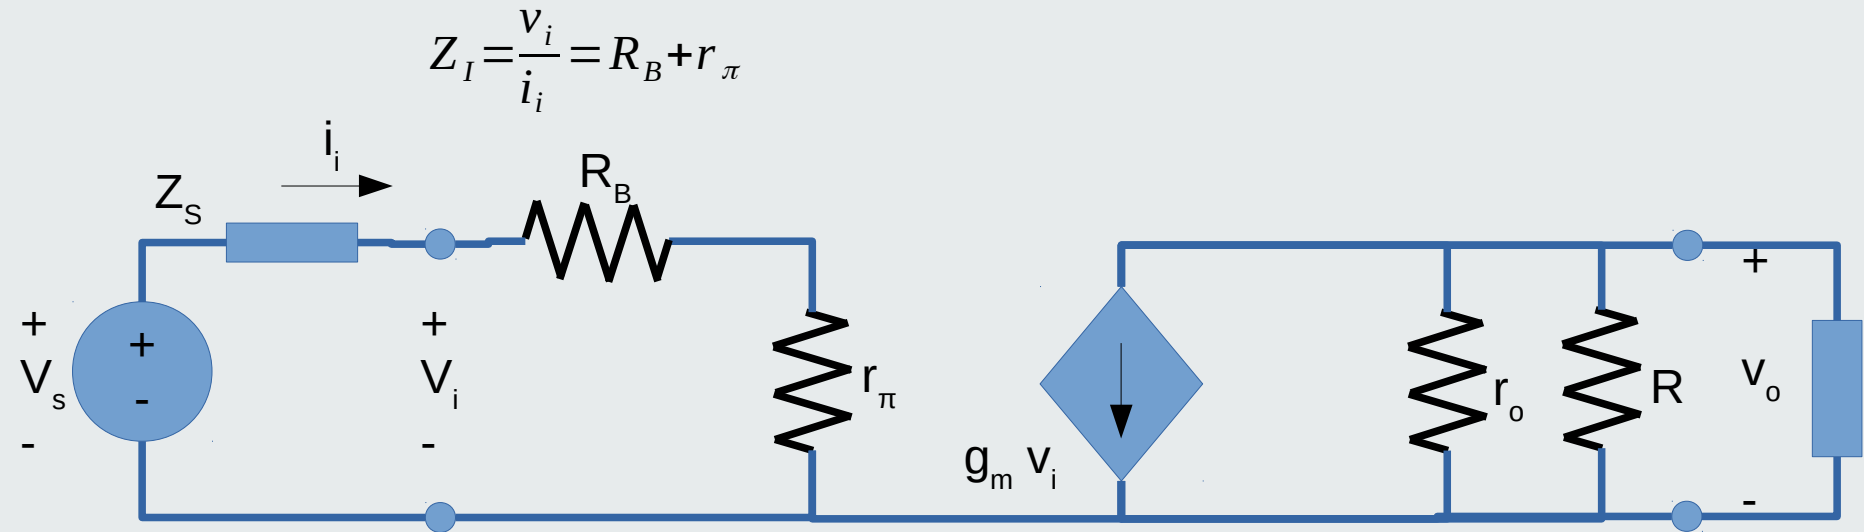 Z_I = v_i / i_i = R_B + r_π
i_i
Z_S
R_B
+
V_s
-
+
-
+
V_i
-
r_π
g_m v_i
r_o
R
+
v_o
-